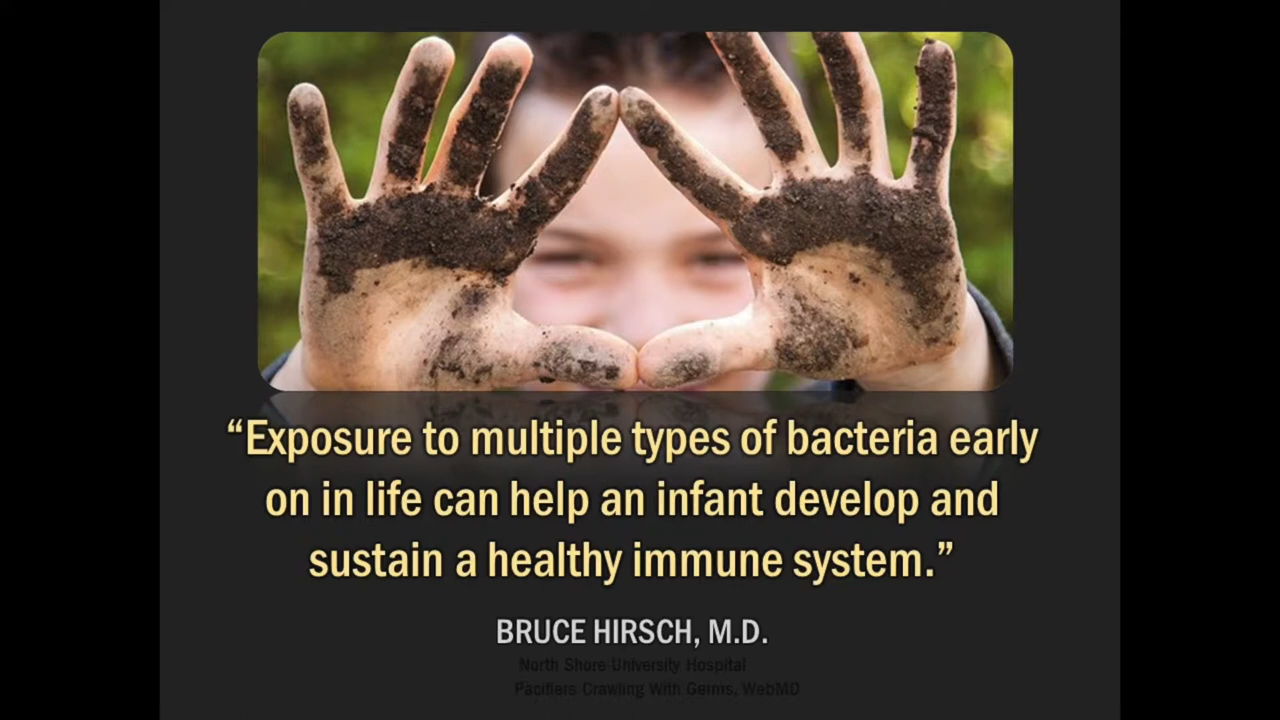 “Exposure to multiple types of bacteria early
on in life can help an infant develop and
sustain a healthy immune system.”
BRUCE HIRSCH, M.D.
North Shore University Hospital
Pacifiers Crawling With Germs, WebMD